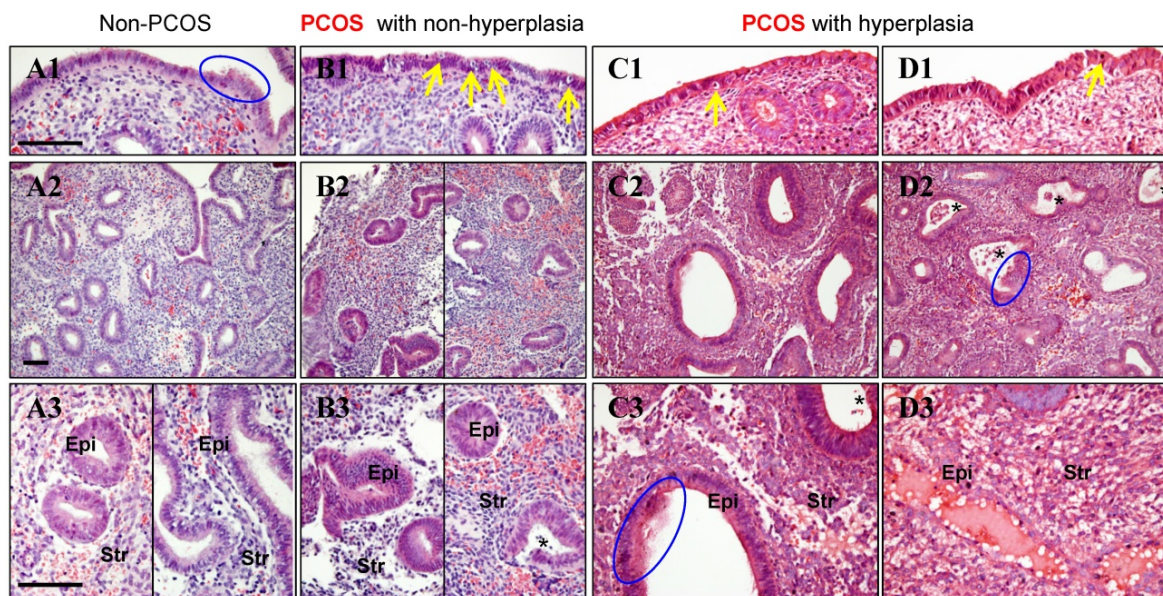 Non-PCOS
PCOS with non-hyperplasia
PCOS with hyperplasia
A1
B1
C1
D1
A2
B2
C2
D2
*
*
*
A3
B3
C3
D3
Epi
Epi
Str
Str
Epi
Epi
Str
Str
*
Epi
Str
*
Epi
Str